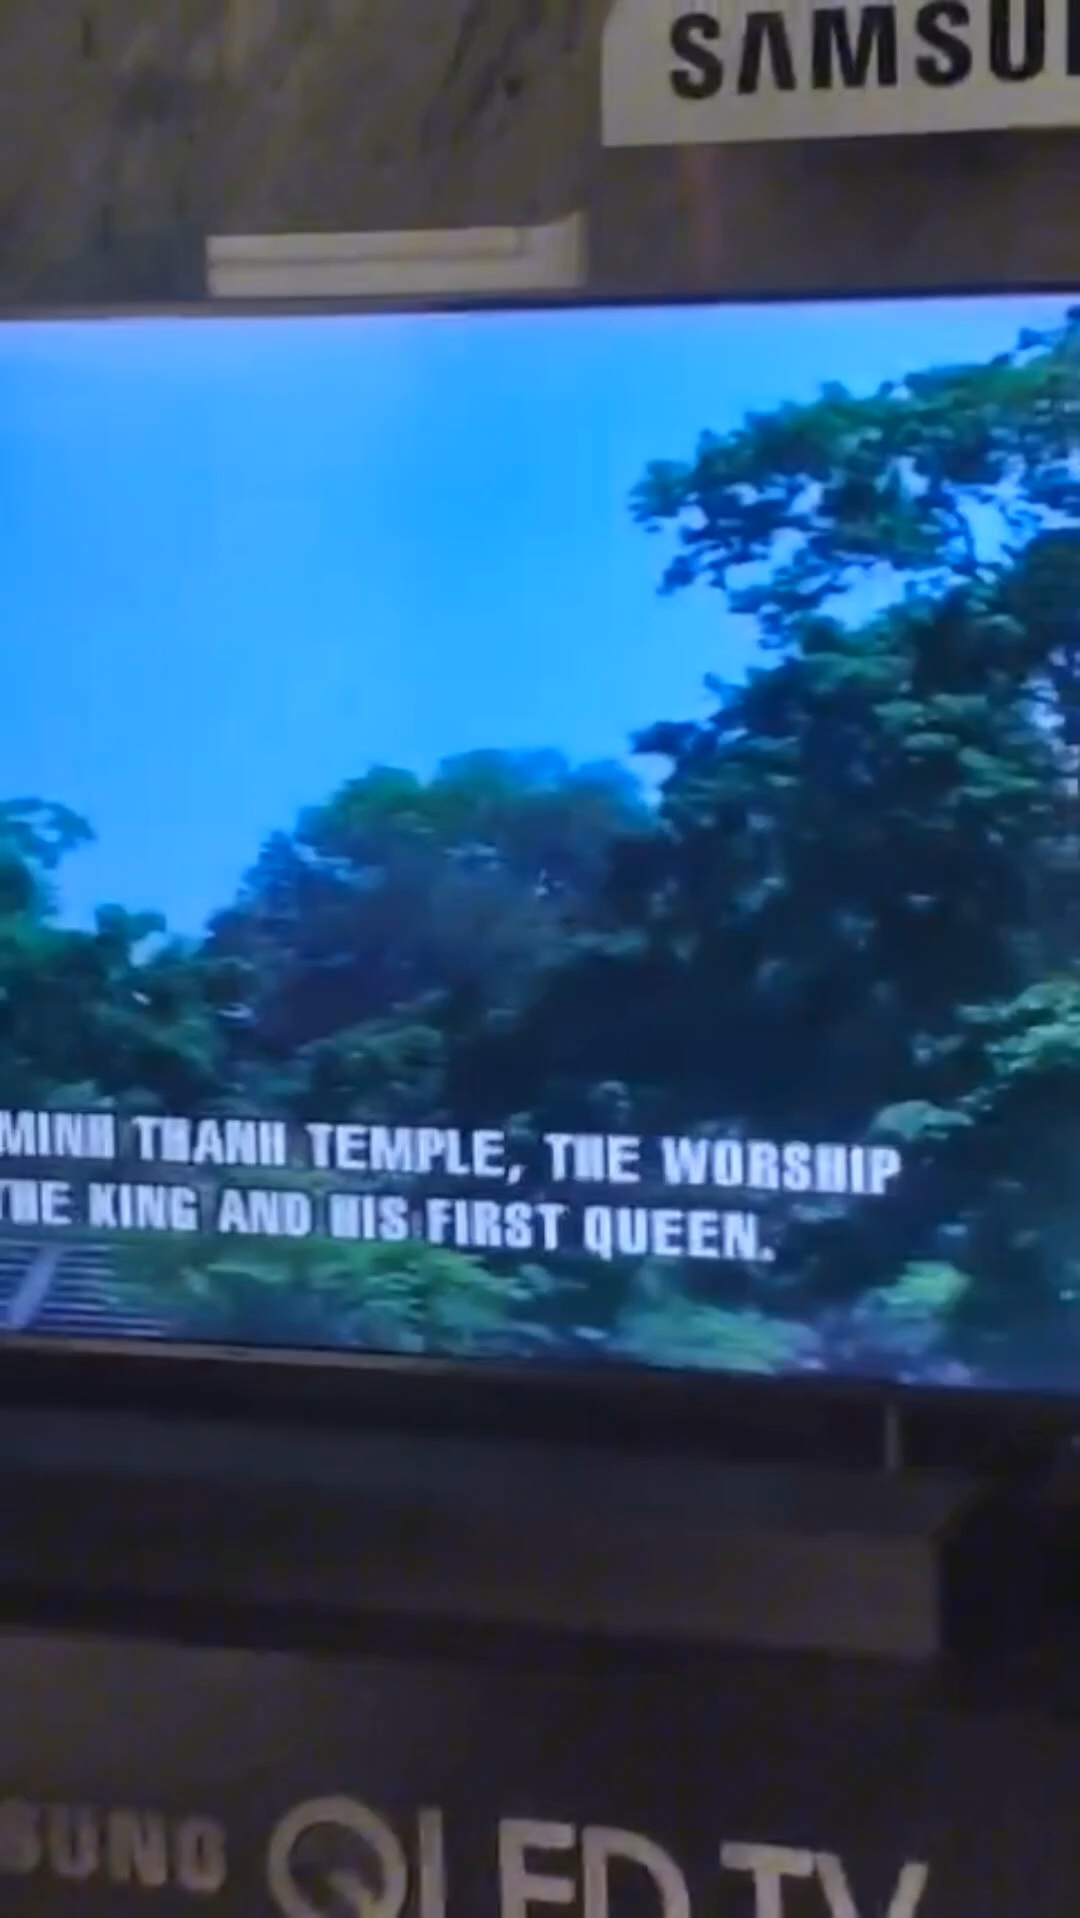 SAMSU
MINH THANH TEMPLE, THE WORSHIP
THE KING AND HIS FIRST QUEEN.
SUNG QLED TV